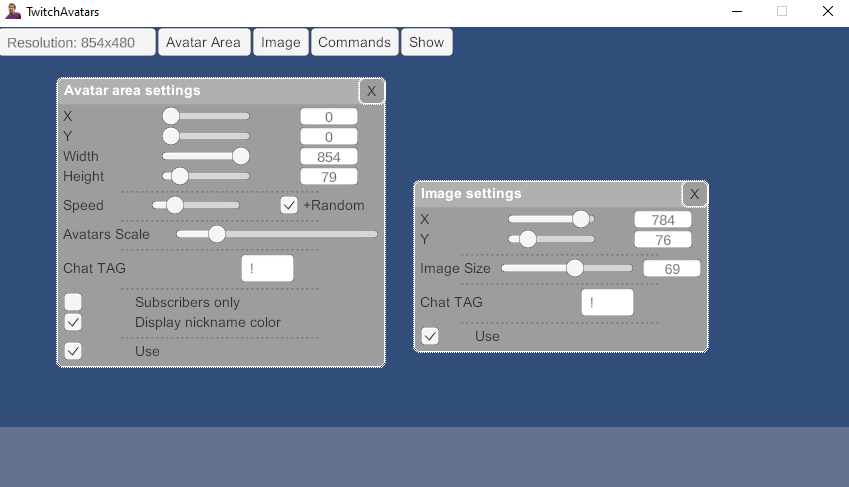 TwitchAvatars
Resolution: 854x480 Avatar Area Image Commands Show
Avatar area settings X
X 0
Y 0
Width 854
Height 79
Speed +Random
Avatars Scale
Chat TAG !
Subscribers only
Display nickname color
Use
Image settings X
X 784
Y 76
Image Size 69
Chat TAG !
Use